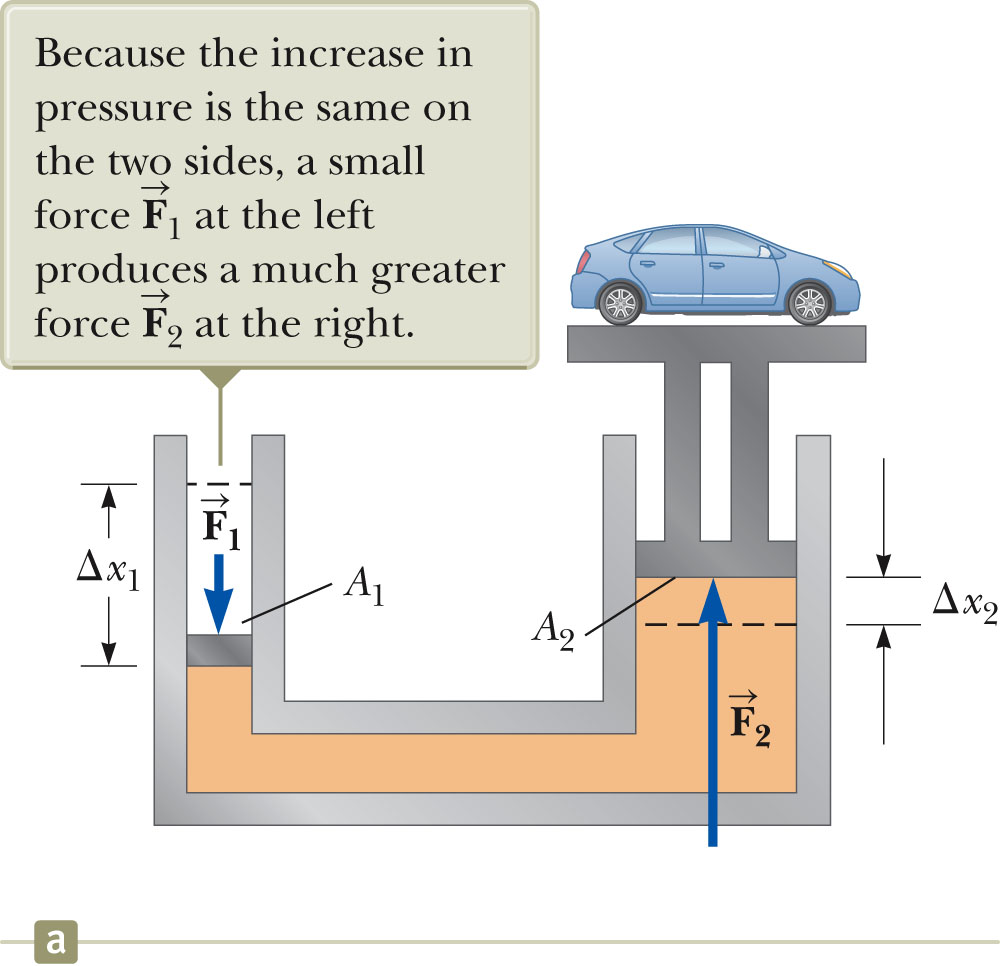 Because the increase in
pressure is the same on
the two sides, a small
force F⃗₁ at the left
produces a much greater
force F⃗₂ at the right.
F⃗₁
Δx₁
A₁
A₂
Δx₂
F⃗₂
a